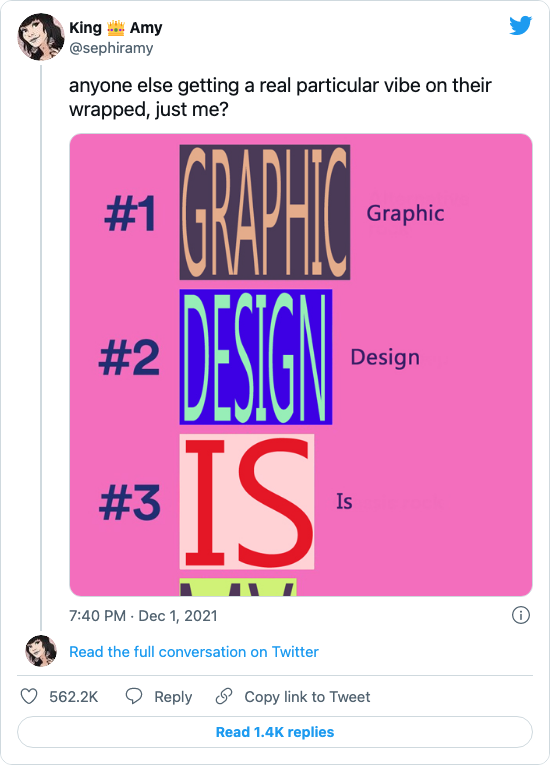 King 👑 Amy
@sephiramy
anyone else getting a real particular vibe on their
wrapped, just me?
#1 GRAPHIC Graphic
#2 DESIGN Design
#3 IS Is
7:40 PM · Dec 1, 2021
Read the full conversation on Twitter
562.2K Reply Copy link to Tweet
Read 1.4K replies